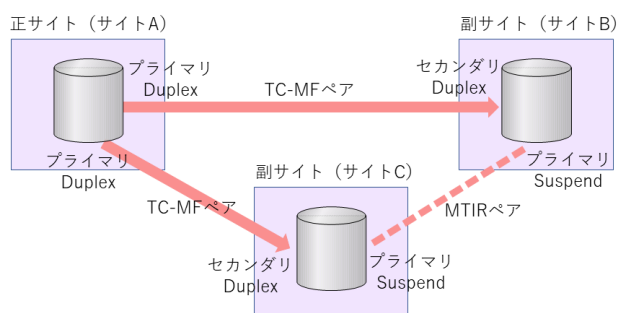 正サイト（サイトA）
副サイト（サイトB）
プライマリ
Duplex
TC-MFペア
セカンダリ
Duplex
プライマリ
Duplex
プライマリ
Suspend
副サイト（サイトC）
TC-MFペア
MTIRペア
セカンダリ
Duplex
プライマリ
Suspend